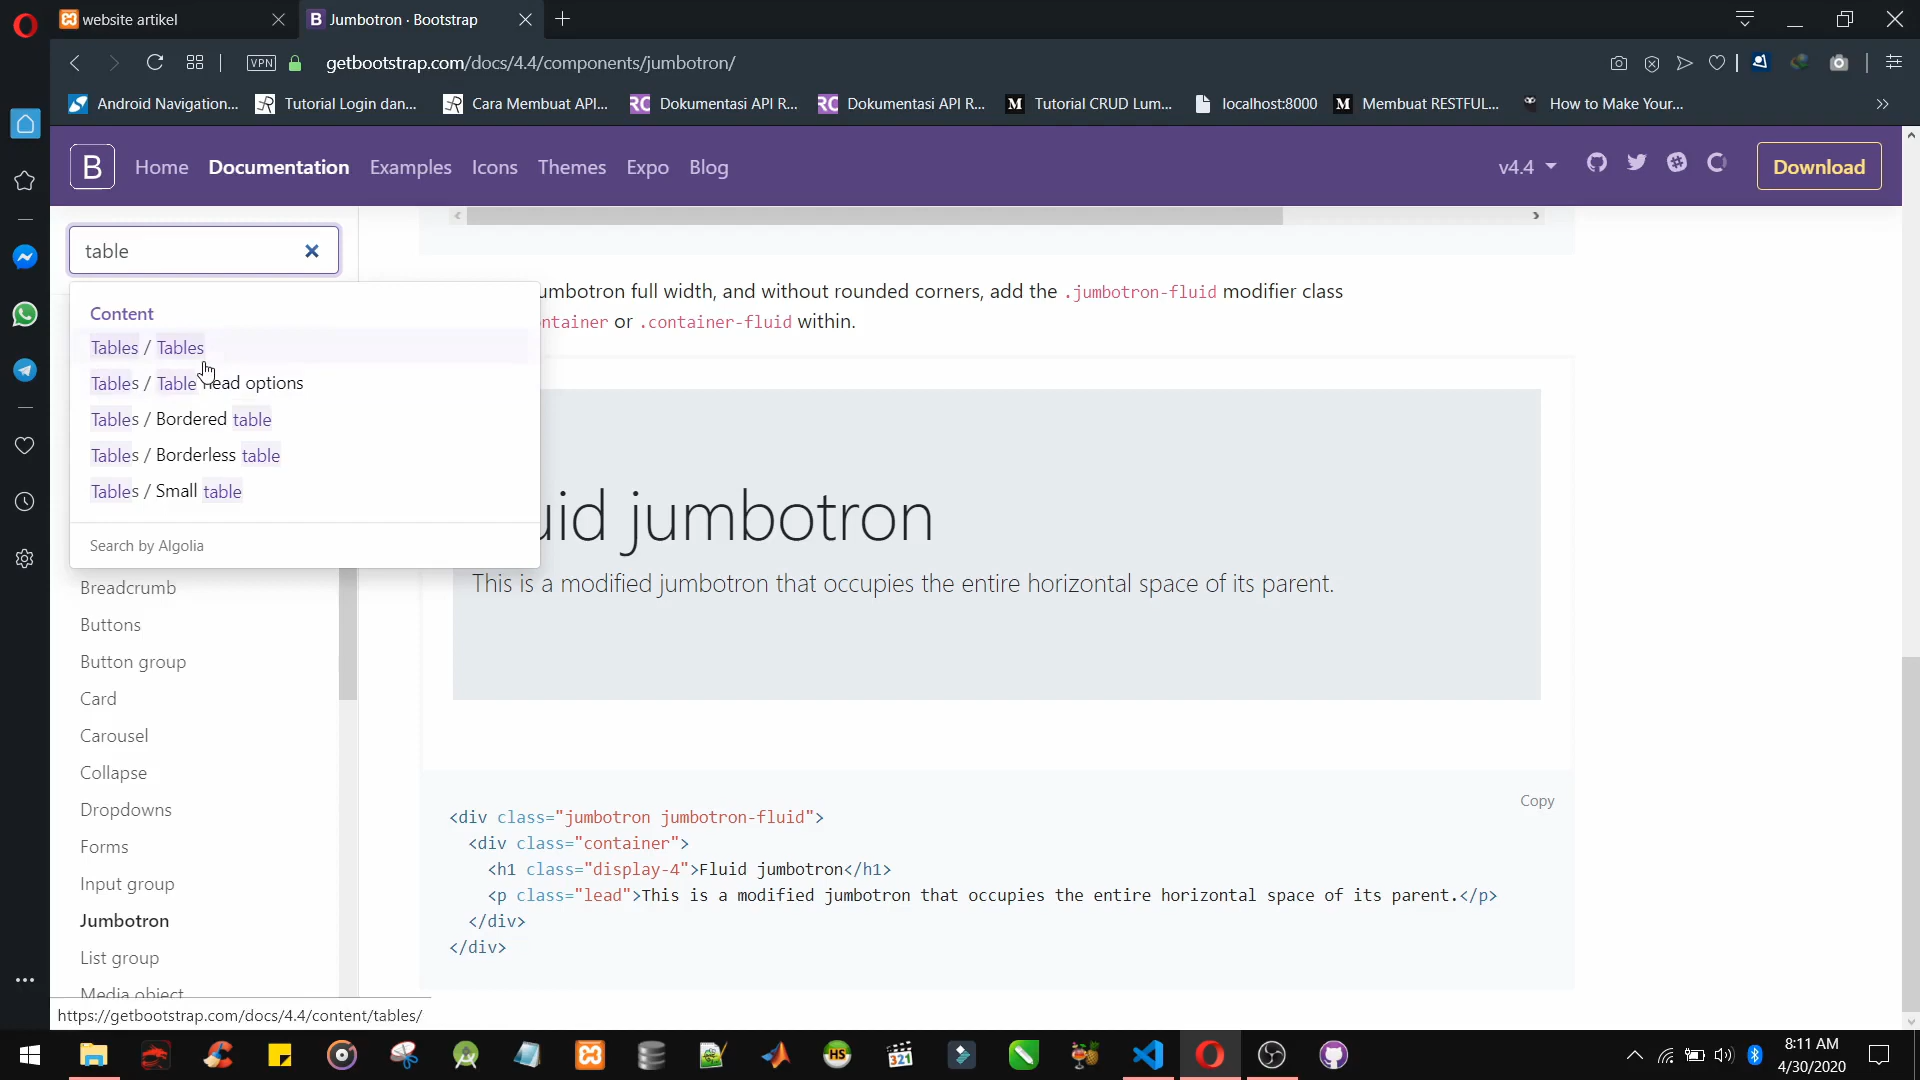 website artikel
Jumbotron · Bootstrap
VPN
getbootstrap.com/docs/4.4/components/jumbotron/
Android Navigation...
Tutorial Login dan...
Cara Membuat API...
RC
Dokumentasi API R...
RC
Dokumentasi API R...
M
Tutorial CRUD Lum...
localhost:8000
M
Membuat RESTFUL...
How to Make Your...
B
Home
Documentation
Examples
Icons
Themes
Expo
Blog
v4.4
Download
table
Content
Tables / Tables
Tables / Table head options
Tables / Bordered table
Tables / Borderless table
Tables / Small table
Search by Algolia
Breadcrumb
Buttons
Button group
Card
Carousel
Collapse
Dropdowns
Forms
Input group
Jumbotron
List group
Media object
umbotron full width, and without rounded corners, add the .jumbotron-fluid modifier class
ntainer or .container-fluid within.
uid jumbotron
This is a modified jumbotron that occupies the entire horizontal space of its parent.
Copy
<div class="jumbotron jumbotron-fluid">
<div class="container">
<h1 class="display-4">Fluid jumbotron</h1>
<p class="lead">This is a modified jumbotron that occupies the entire horizontal space of its parent.</p>
</div>
</div>
https://getbootstrap.com/docs/4.4/content/tables/
8:11 AM
4/30/2020